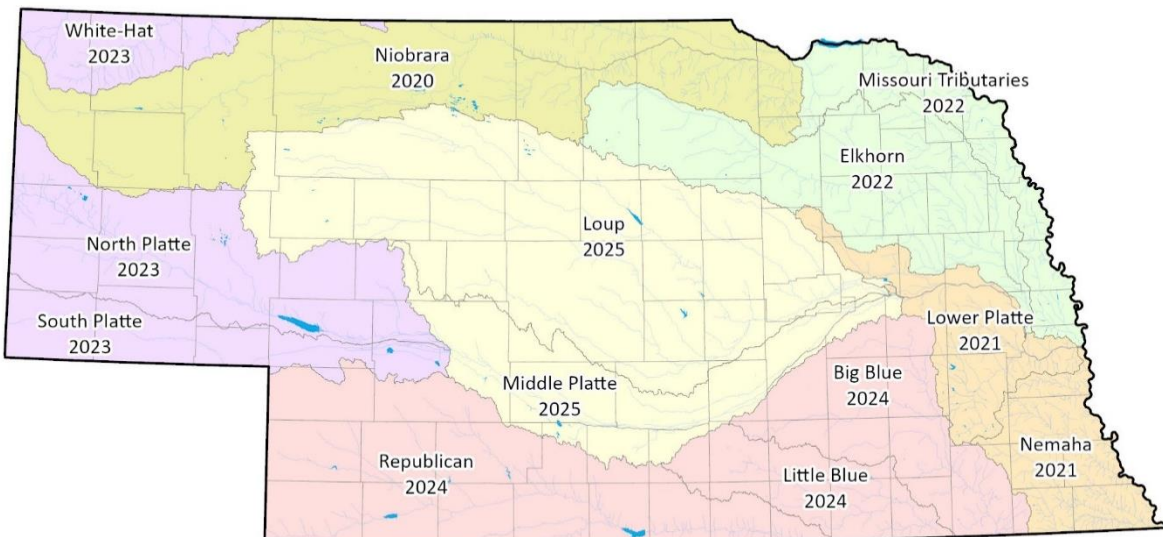 White-Hat
2023
Niobrara
2020
Missouri Tributaries
2022
Elkhorn
2022
Loup
2025
North Platte
2023
South Platte
2023
Lower Platte
2021
Middle Platte
2025
Big Blue
2024
Republican
2024
Little Blue
2024
Nemaha
2021